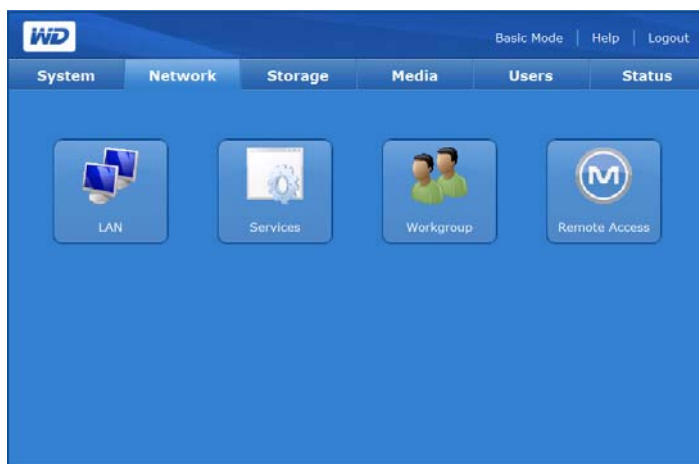 WD
Basic Mode | Help | Logout
System Network Storage Media Users Status
M
LAN Services Workgroup Remote Access